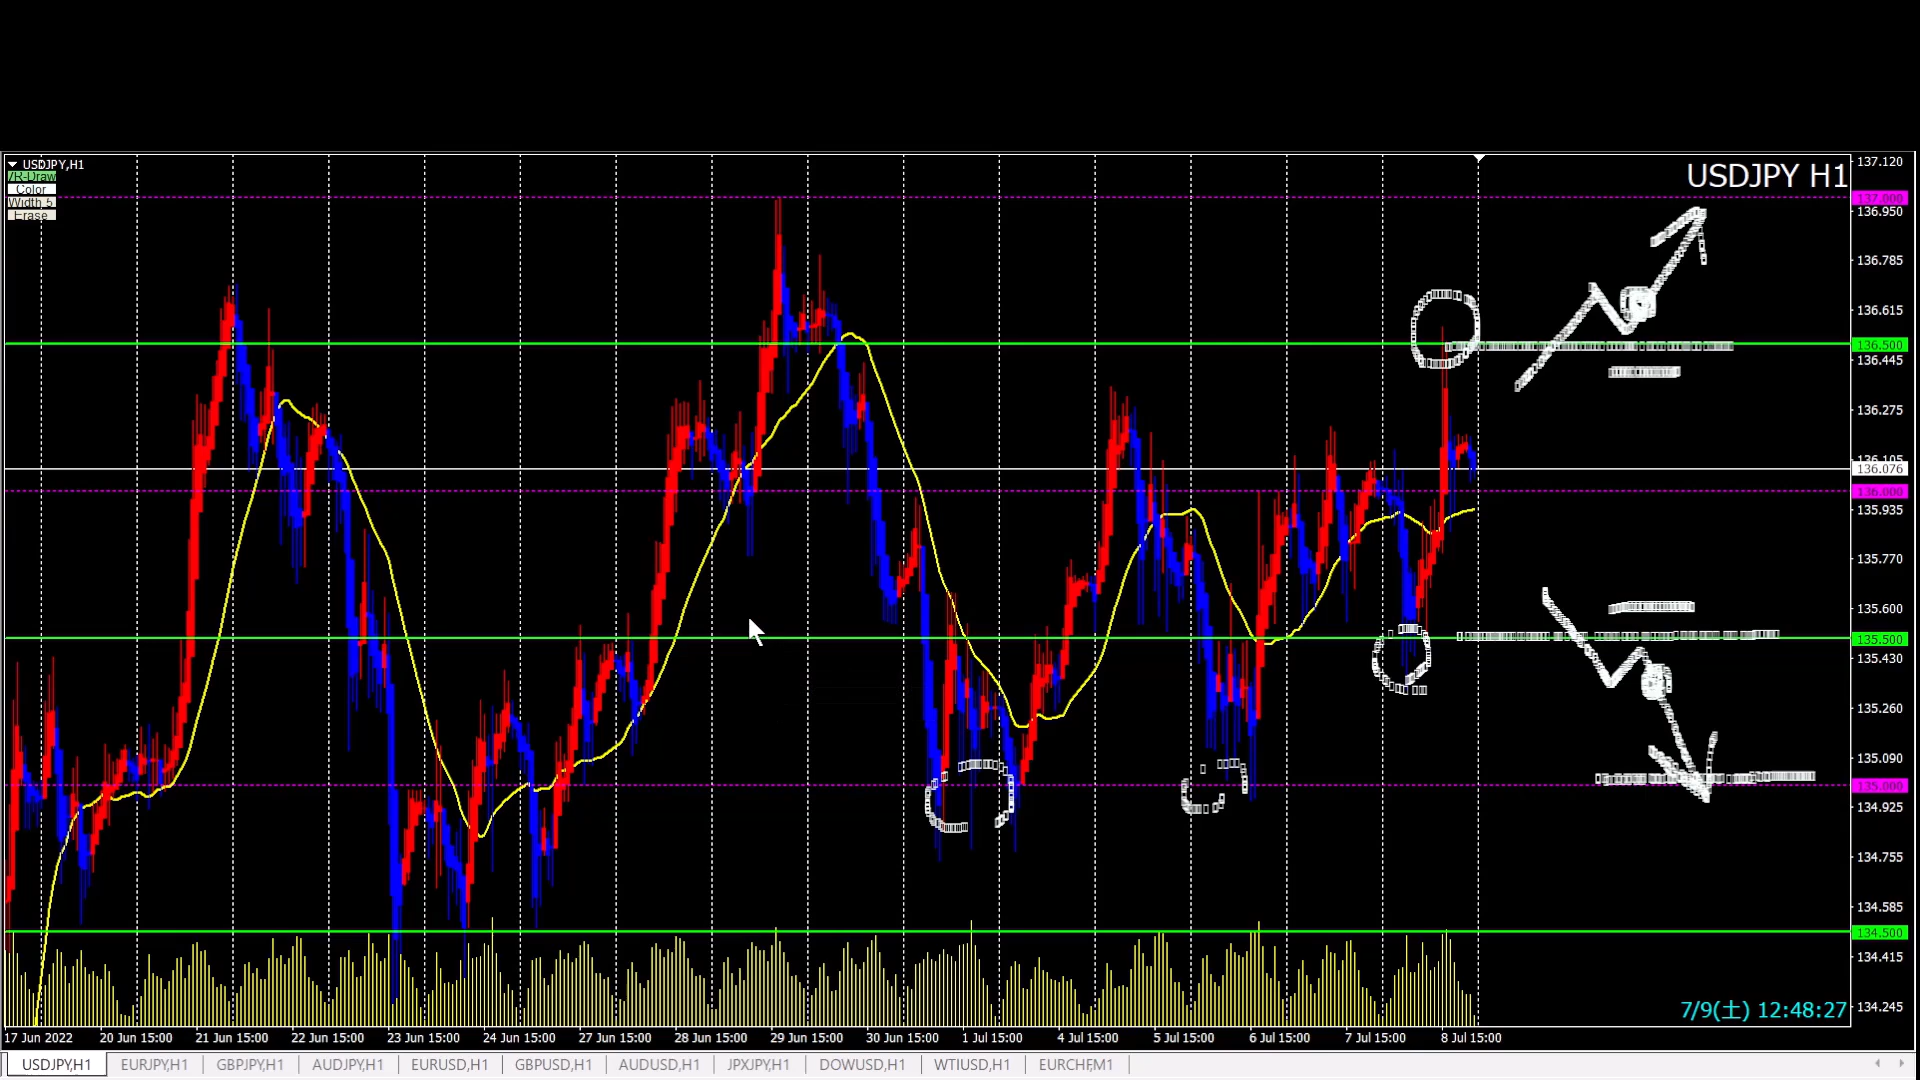 USDJPY,H1
/R-Draw
Color
Width 5
Erase
USDJPY H1
137.120
137.000
136.950
136.785
136.615
136.500
136.445
136.275
136.105
136.076
136.000
135.935
135.770
135.600
135.500
135.430
135.260
135.090
135.000
134.925
134.755
134.585
134.500
134.415
134.245
7/9(土) 12:48:27
17 Jun 2022 20 Jun 15:00 21 Jun 15:00 22 Jun 15:00 23 Jun 15:00 24 Jun 15:00 27 Jun 15:00 28 Jun 15:00 29 Jun 15:00 30 Jun 15:00 1 Jul 15:00 4 Jul 15:00 5 Jul 15:00 6 Jul 15:00 7 Jul 15:00 8 Jul 15:00
USDJPY,H1 EURJPY,H1 GBPJPY,H1 AUDJPY,H1 EURUSD,H1 GBPUSD,H1 AUDUSD,H1 JPXJPY,H1 DOWUSD,H1 WTIUSD,H1 EURCHF,M1